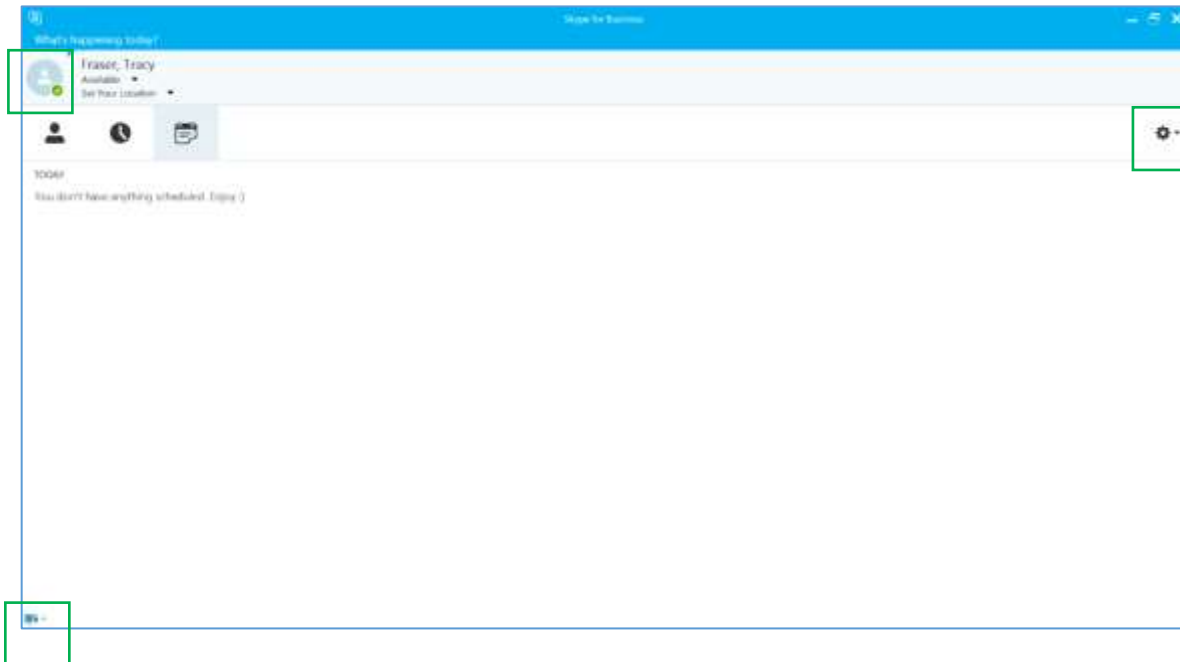 Skype for Business
What's happening today?
Fraser, Tracy
Available
Set Your Location
TODAY
You don't have anything scheduled. Enjoy :)